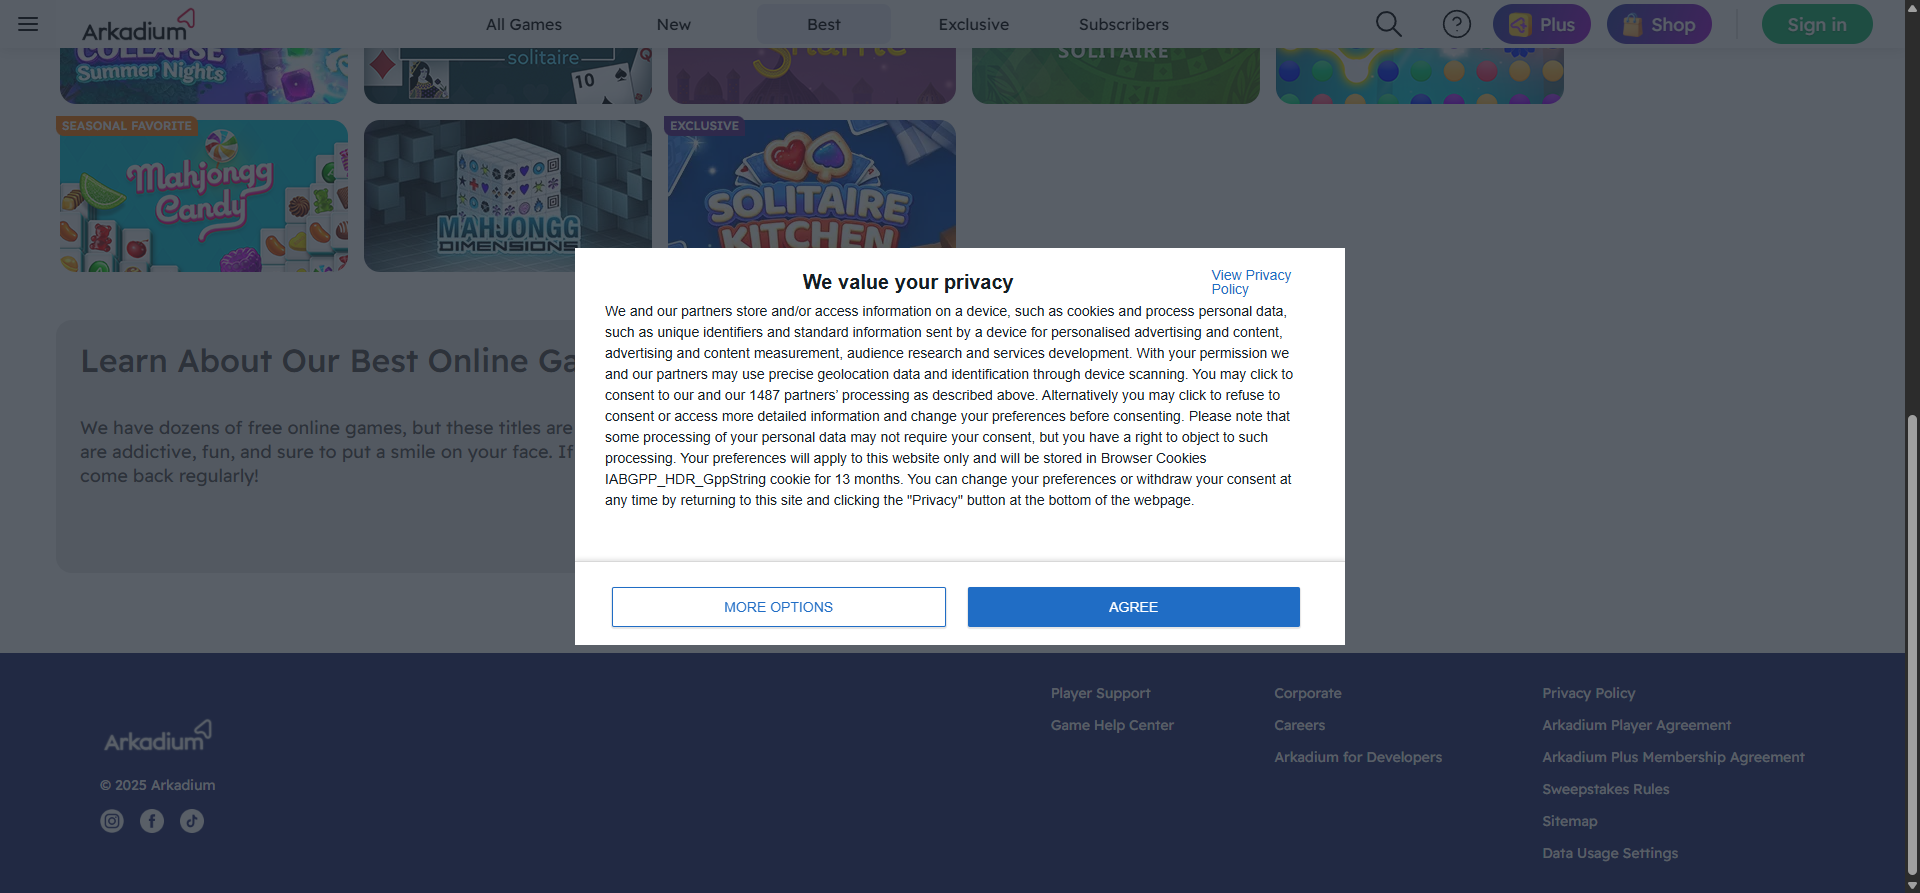 Arkadium
All Games
New
Best
Exclusive
Subscribers
Plus
Shop
Sign in
COLLAPSE
Summer Nights
solitaire
10
Q
SOLITAIRE
SEASONAL FAVORITE
Mahjongg
Candy
MAHJONGG
DIMENSIONS
EXCLUSIVE
SOLITAIRE
KITCHEN
We value your privacy
View Privacy
Policy
We and our partners store and/or access information on a device, such as cookies and process personal data,
such as unique identifiers and standard information sent by a device for personalised advertising and content,
advertising and content measurement, audience research and services development. With your permission we
and our partners may use precise geolocation data and identification through device scanning. You may click to
consent to our and our 1487 partners’ processing as described above. Alternatively you may click to refuse to
consent or access more detailed information and change your preferences before consenting. Please note that
some processing of your personal data may not require your consent, but you have a right to object to such
processing. Your preferences will apply to this website only and will be stored in Browser Cookies
IABGPP_HDR_GppString cookie for 13 months. You can change your preferences or withdraw your consent at
any time by returning to this site and clicking the "Privacy" button at the bottom of the webpage.
MORE OPTIONS
AGREE
Learn About Our Best Online Ga
We have dozens of free online games, but these titles are
are addictive, fun, and sure to put a smile on your face. If
come back regularly!
Arkadium
© 2025 Arkadium
Player Support
Game Help Center
Corporate
Careers
Arkadium for Developers
Privacy Policy
Arkadium Player Agreement
Arkadium Plus Membership Agreement
Sweepstakes Rules
Sitemap
Data Usage Settings